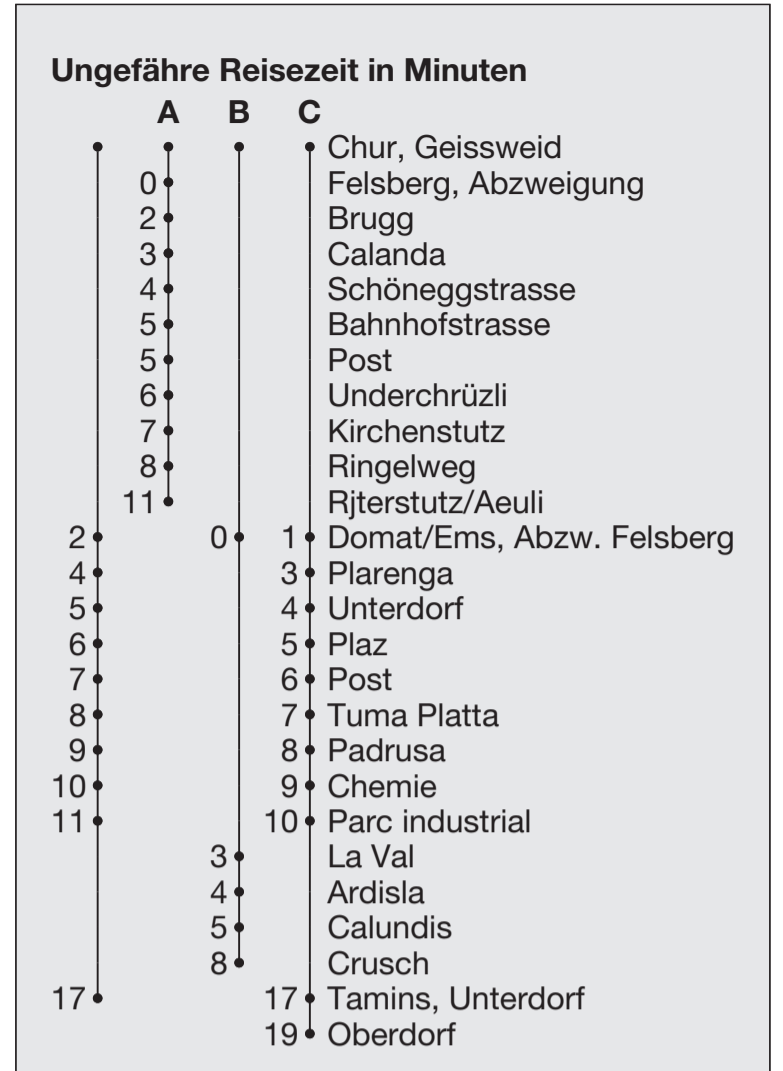 Ungefähre Reisezeit in Minuten
A B C
Chur, Geissweid
0 Felsberg, Abzweigung
2 Brugg
3 Calanda
4 Schöneggstrasse
5 Bahnhofstrasse
5 Post
6 Underchrüzli
7 Kirchenstutz
8 Ringelweg
11 Rjterstutz/Aeuli
2 0 1 Domat/Ems, Abzw. Felsberg
4 3 Plarenga
5 4 Unterdorf
6 5 Plaz
7 6 Post
8 7 Tuma Platta
9 8 Padrusa
10 9 Chemie
11 10 Parc industrial
3 La Val
4 Ardisla
5 Calundis
8 Crusch
17 17 Tamins, Unterdorf
19 Oberdorf